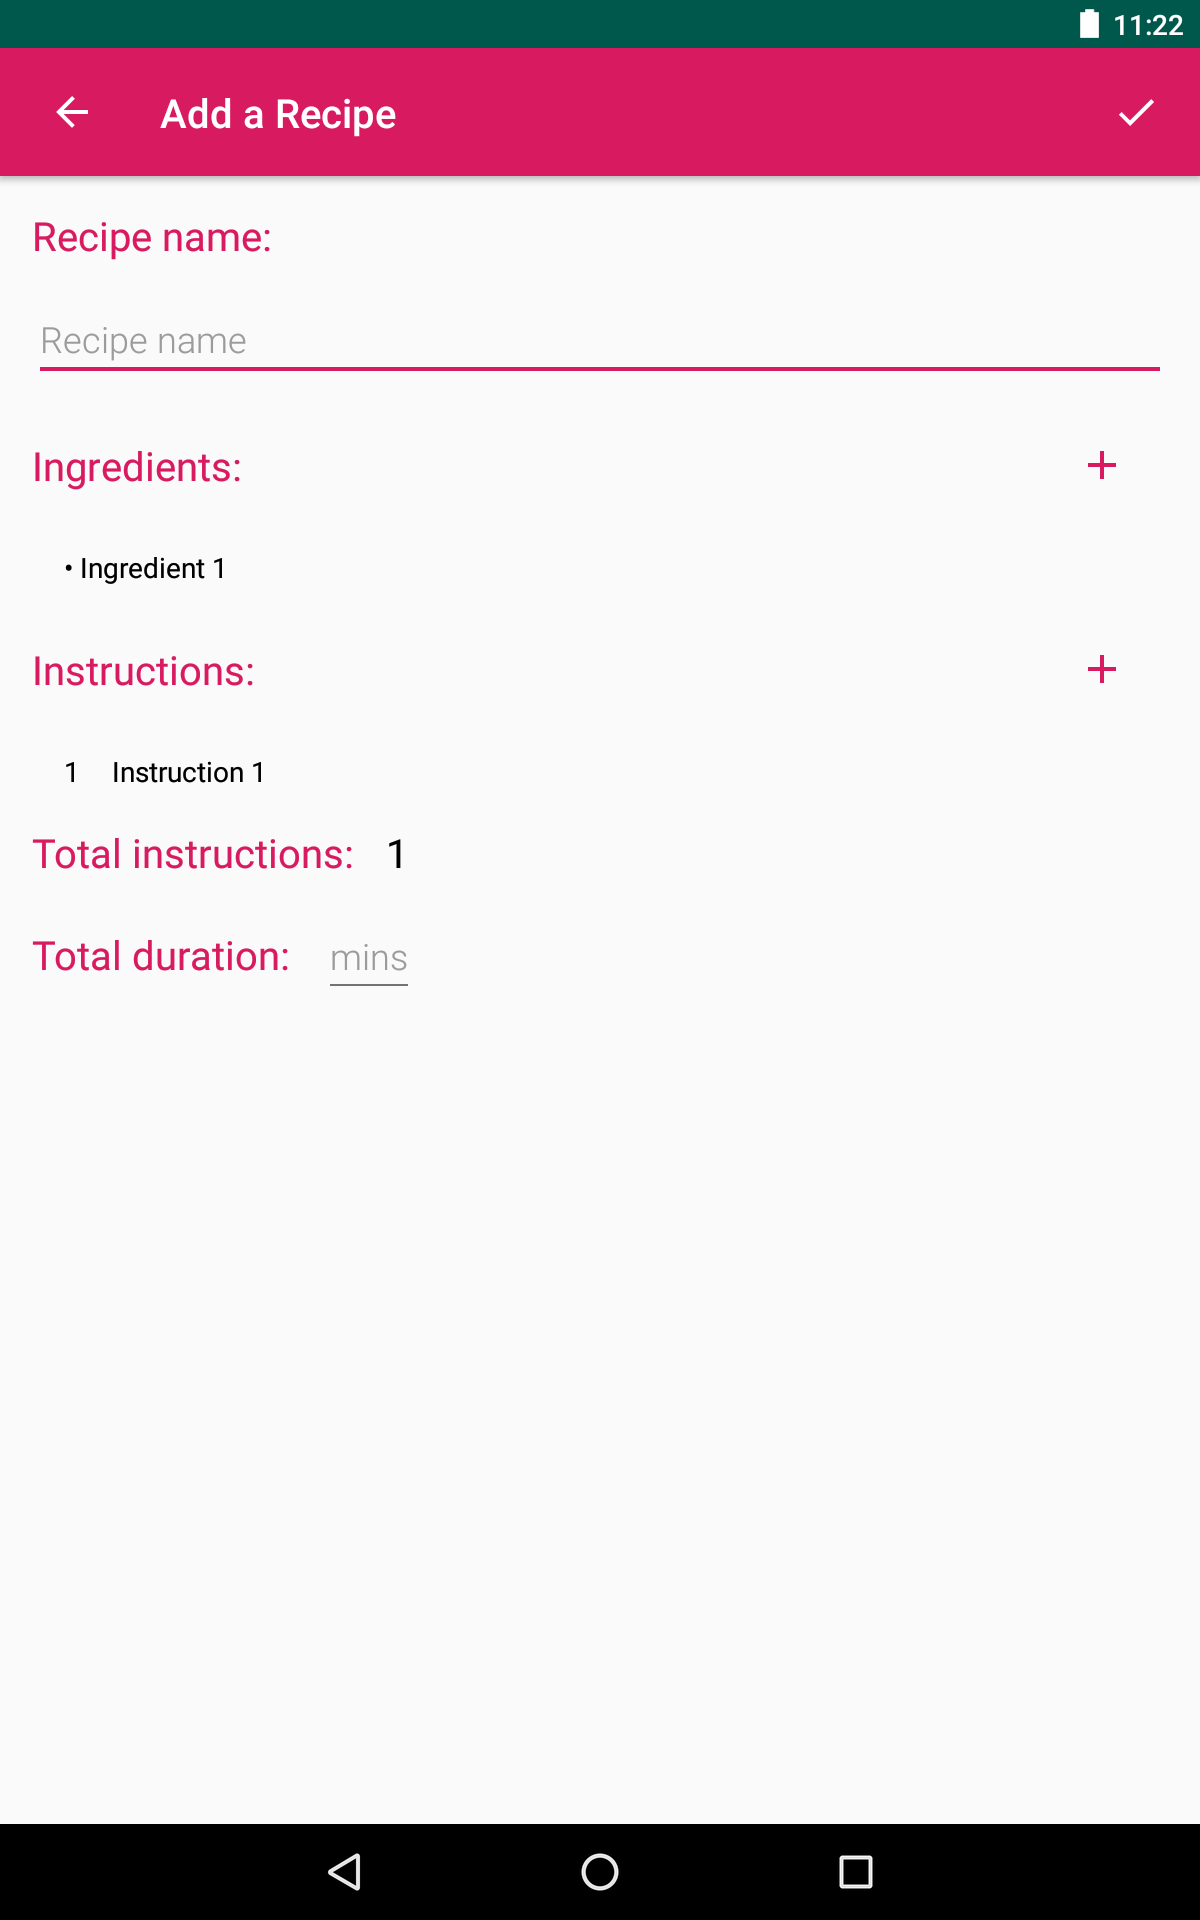 11:22
Add a Recipe
Recipe name:
Recipe name
Ingredients:
• Ingredient 1
Instructions:
1 Instruction 1
Total instructions: 1
Total duration: mins